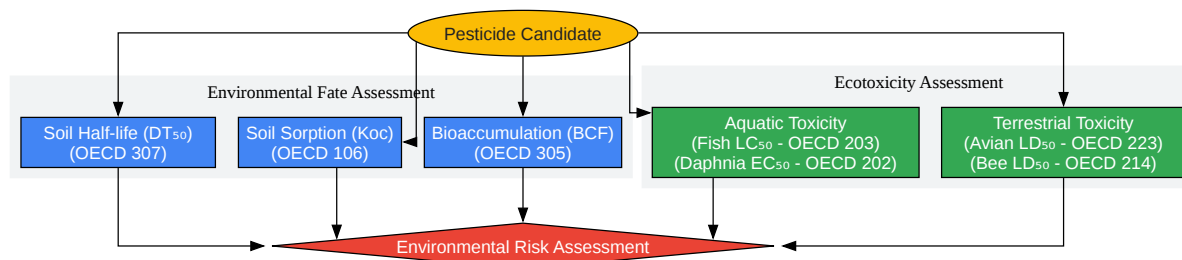 Pesticide Candidate
Environmental Fate Assessment
Ecotoxicity Assessment
Soil Half-life (DT₅₀)
(OECD 307)
Soil Sorption (Koc)
(OECD 106)
Bioaccumulation (BCF)
(OECD 305)
Aquatic Toxicity
(Fish LC₅₀ - OECD 203)
(Daphnia EC₅₀ - OECD 202)
Terrestrial Toxicity
(Avian LD₅₀ - OECD 223)
(Bee LD₅₀ - OECD 214)
Environmental Risk Assessment